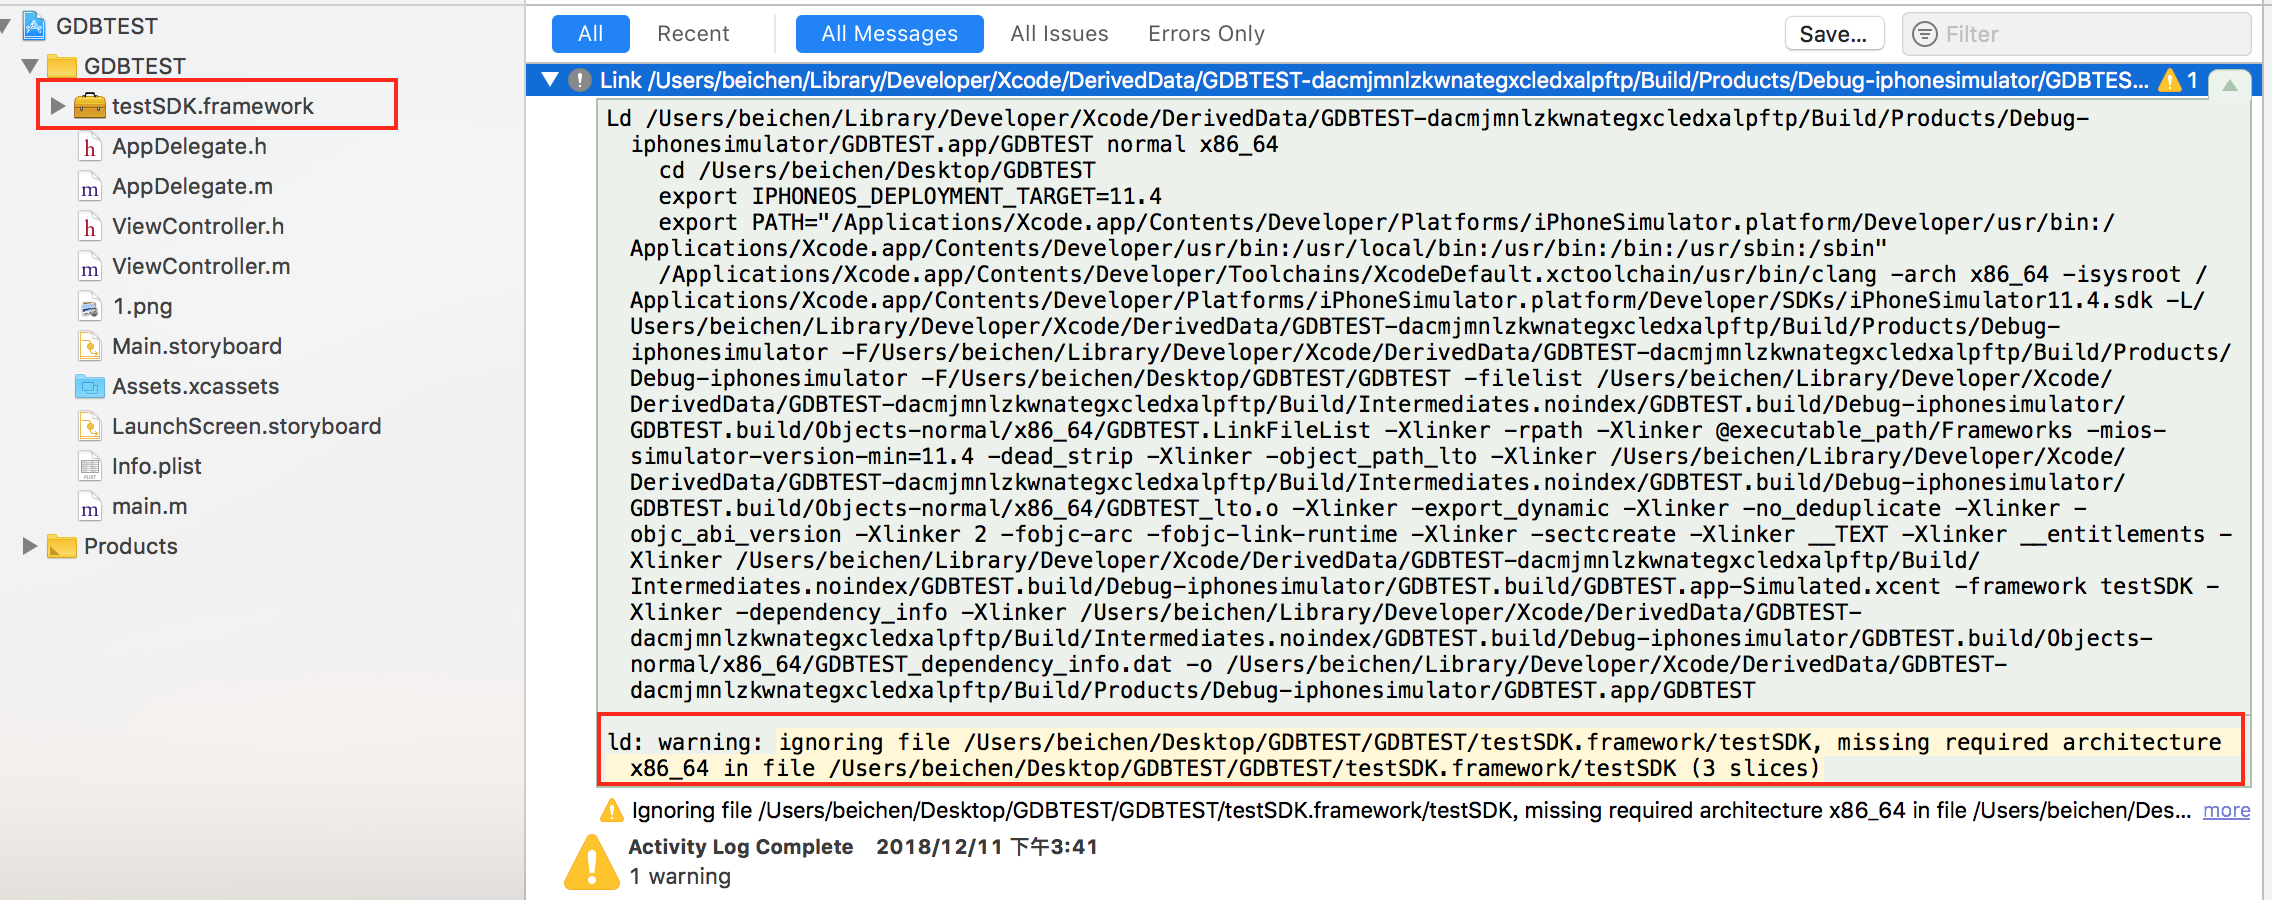 GDBTEST
GDBTEST
testSDK.framework
AppDelegate.h
AppDelegate.m
ViewController.h
ViewController.m
1.png
Main.storyboard
Assets.xcassets
LaunchScreen.storyboard
Info.plist
main.m
Products
All Recent All Messages All Issues Errors Only Save... Filter
Link /Users/beichen/Library/Developer/Xcode/DerivedData/GDBTEST-dacmjmnlzkwnategxcledxalpftp/Build/Products/Debug-iphonesimulator/GDBTES... 1
Ld /Users/beichen/Library/Developer/Xcode/DerivedData/GDBTEST-dacmjmnlzkwnategxcledxalpftp/Build/Products/Debug-
iphonesimulator/GDBTEST.app/GDBTEST normal x86_64
cd /Users/beichen/Desktop/GDBTEST
export IPHONEOS_DEPLOYMENT_TARGET=11.4
export PATH="/Applications/Xcode.app/Contents/Developer/Platforms/iPhoneSimulator.platform/Developer/usr/bin:/
Applications/Xcode.app/Contents/Developer/usr/bin:/usr/local/bin:/usr/bin:/bin:/usr/sbin:/sbin"
/Applications/Xcode.app/Contents/Developer/Toolchains/XcodeDefault.xctoolchain/usr/bin/clang -arch x86_64 -isysroot /
Applications/Xcode.app/Contents/Developer/Platforms/iPhoneSimulator.platform/Developer/SDKs/iPhoneSimulator11.4.sdk -L/
Users/beichen/Library/Developer/Xcode/DerivedData/GDBTEST-dacmjmnlzkwnategxcledxalpftp/Build/Products/Debug-
iphonesimulator -F/Users/beichen/Library/Developer/Xcode/DerivedData/GDBTEST-dacmjmnlzkwnategxcledxalpftp/Build/Products/
Debug-iphonesimulator -F/Users/beichen/Desktop/GDBTEST/GDBTEST -filelist /Users/beichen/Library/Developer/Xcode/
DerivedData/GDBTEST-dacmjmnlzkwnategxcledxalpftp/Build/Intermediates.noindex/GDBTEST.build/Debug-iphonesimulator/
GDBTEST.build/Objects-normal/x86_64/GDBTEST.LinkFileList -Xlinker -rpath -Xlinker @executable_path/Frameworks -mios-
simulator-version-min=11.4 -dead_strip -Xlinker -object_path_lto -Xlinker /Users/beichen/Library/Developer/Xcode/
DerivedData/GDBTEST-dacmjmnlzkwnategxcledxalpftp/Build/Intermediates.noindex/GDBTEST.build/Debug-iphonesimulator/
GDBTEST.build/Objects-normal/x86_64/GDBTEST_lto.o -Xlinker -export_dynamic -Xlinker -no_deduplicate -Xlinker -
objc_abi_version -Xlinker 2 -fobjc-arc -fobjc-link-runtime -Xlinker -sectcreate -Xlinker __TEXT -Xlinker __entitlements -
Xlinker /Users/beichen/Library/Developer/Xcode/DerivedData/GDBTEST-dacmjmnlzkwnategxcledxalpftp/Build/
Intermediates.noindex/GDBTEST.build/Debug-iphonesimulator/GDBTEST.build/GDBTEST.app-Simulated.xcent -framework testSDK -
Xlinker -dependency_info -Xlinker /Users/beichen/Library/Developer/Xcode/DerivedData/GDBTEST-
dacmjmnlzkwnategxcledxalpftp/Build/Intermediates.noindex/GDBTEST.build/Debug-iphonesimulator/GDBTEST.build/Objects-
normal/x86_64/GDBTEST_dependency_info.dat -o /Users/beichen/Library/Developer/Xcode/DerivedData/GDBTEST-
dacmjmnlzkwnategxcledxalpftp/Build/Products/Debug-iphonesimulator/GDBTEST.app/GDBTEST
ld: warning: ignoring file /Users/beichen/Desktop/GDBTEST/GDBTEST/testSDK.framework/testSDK, missing required architecture
x86_64 in file /Users/beichen/Desktop/GDBTEST/GDBTEST/testSDK.framework/testSDK (3 slices)
Ignoring file /Users/beichen/Desktop/GDBTEST/GDBTEST/testSDK.framework/testSDK, missing required architecture x86_64 in file /Users/beichen/Des... more
Activity Log Complete 2018/12/11 下午3:41
1 warning